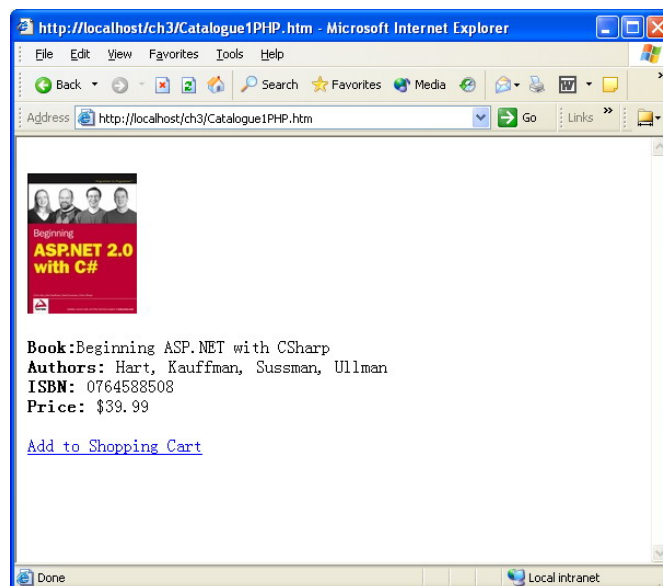 http://localhost/ch3/Catalogue1PHP.htm - Microsoft Internet Explorer
File Edit View Favorites Tools Help
Back Search Favorites Media
Address http://localhost/ch3/Catalogue1PHP.htm Go Links »
Beginning
ASP.NET 2.0
with C#
Book:Beginning ASP.NET with CSharp
Authors: Hart, Kauffman, Sussman, Ullman
ISBN: 0764588508
Price: $39.99
Add to Shopping Cart
Done Local intranet